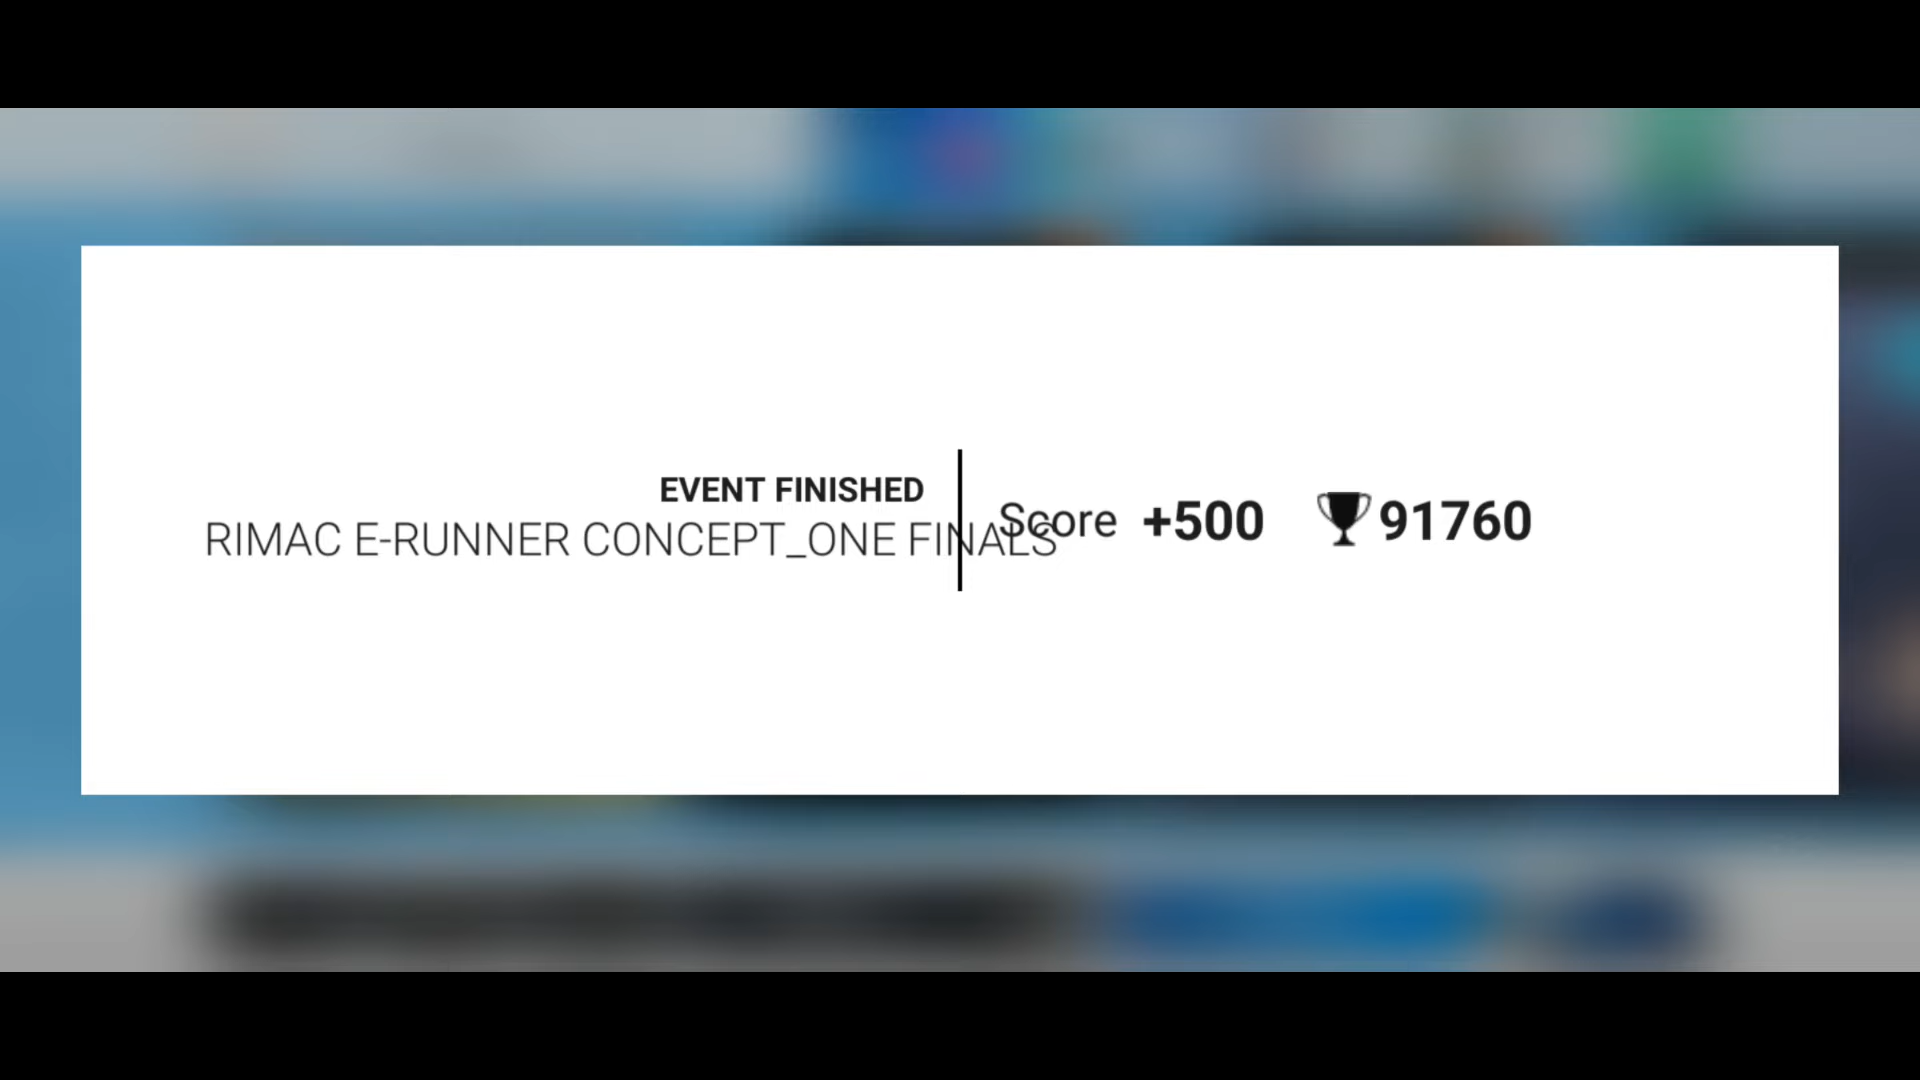 EVENT FINISHED
RIMAC E-RUNNER CONCEPT_ONE FINALS
Score +500 91760